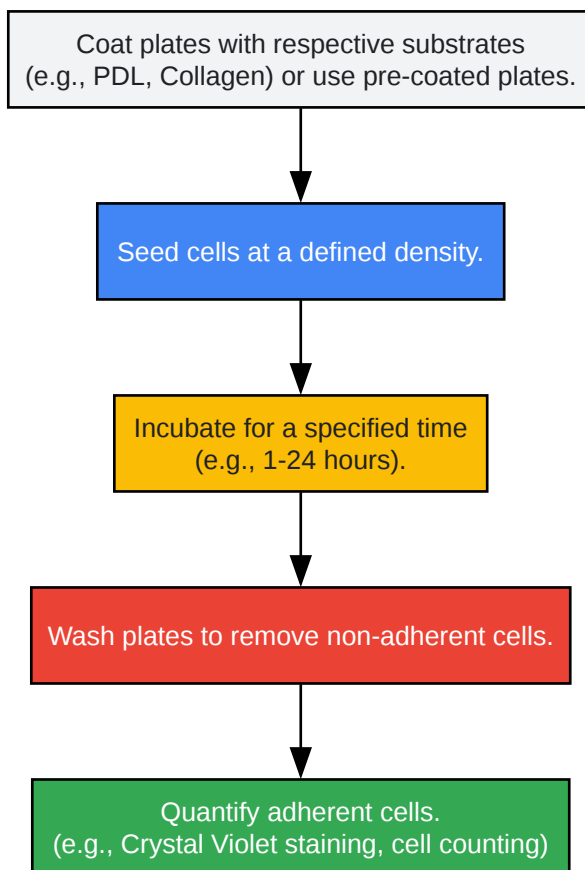 Coat plates with respective substrates
(e.g., PDL, Collagen) or use pre-coated plates.
Seed cells at a defined density.
Incubate for a specified time
(e.g., 1-24 hours).
Wash plates to remove non-adherent cells.
Quantify adherent cells.
(e.g., Crystal Violet staining, cell counting)